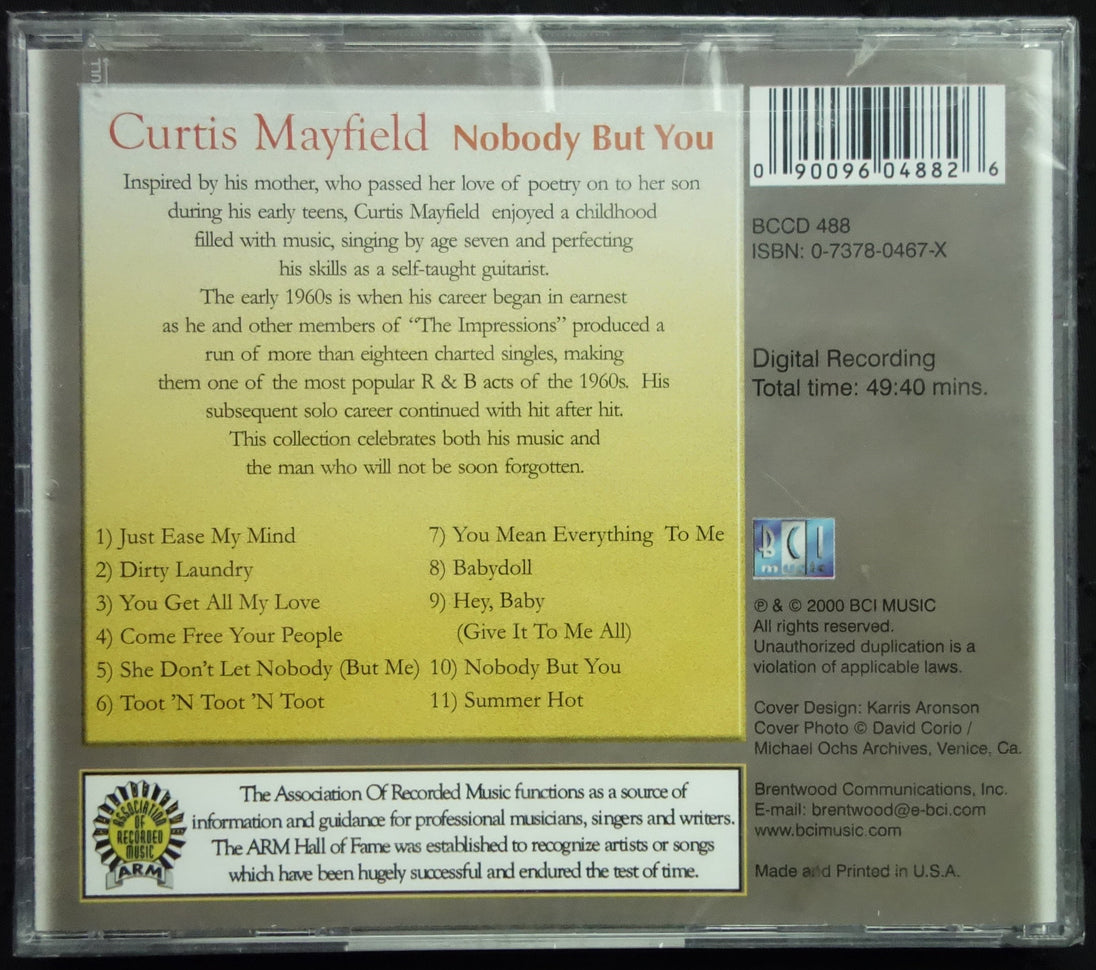 PULL
Curtis Mayfield Nobody But You
Inspired by his mother, who passed her love of poetry on to her son
during his early teens, Curtis Mayfield enjoyed a childhood
filled with music, singing by age seven and perfecting
his skills as a self-taught guitarist.
The early 1960s is when his career began in earnest
as he and other members of “The Impressions” produced a
run of more than eighteen charted singles, making
them one of the most popular R & B acts of the 1960s. His
subsequent solo career continued with hit after hit.
This collection celebrates both his music and
the man who will not be soon forgotten.
1) Just Ease My Mind
2) Dirty Laundry
3) You Get All My Love
4) Come Free Your People
5) She Don’t Let Nobody (But Me)
6) Toot ’N Toot ’N Toot
7) You Mean Everything To Me
8) Babydoll
9) Hey, Baby
(Give It To Me All)
10) Nobody But You
11) Summer Hot
ASSOCIATION
OF
RECORDED
MUSIC
ARM
The Association Of Recorded Music functions as a source of
information and guidance for professional musicians, singers and writers.
The ARM Hall of Fame was established to recognize artists or songs
which have been hugely successful and endured the test of time.
0 90096 04882 6
BCCD 488
ISBN: 0-7378-0467-X
Digital Recording
Total time: 49:40 mins.
BCI
music
℗ & © 2000 BCI MUSIC
All rights reserved.
Unauthorized duplication is a
violation of applicable laws.
Cover Design: Karris Aronson
Cover Photo © David Corio /
Michael Ochs Archives, Venice, Ca.
Brentwood Communications, Inc.
E-mail: brentwood@e-bci.com
www.bcimusic.com
Made and Printed in U.S.A.